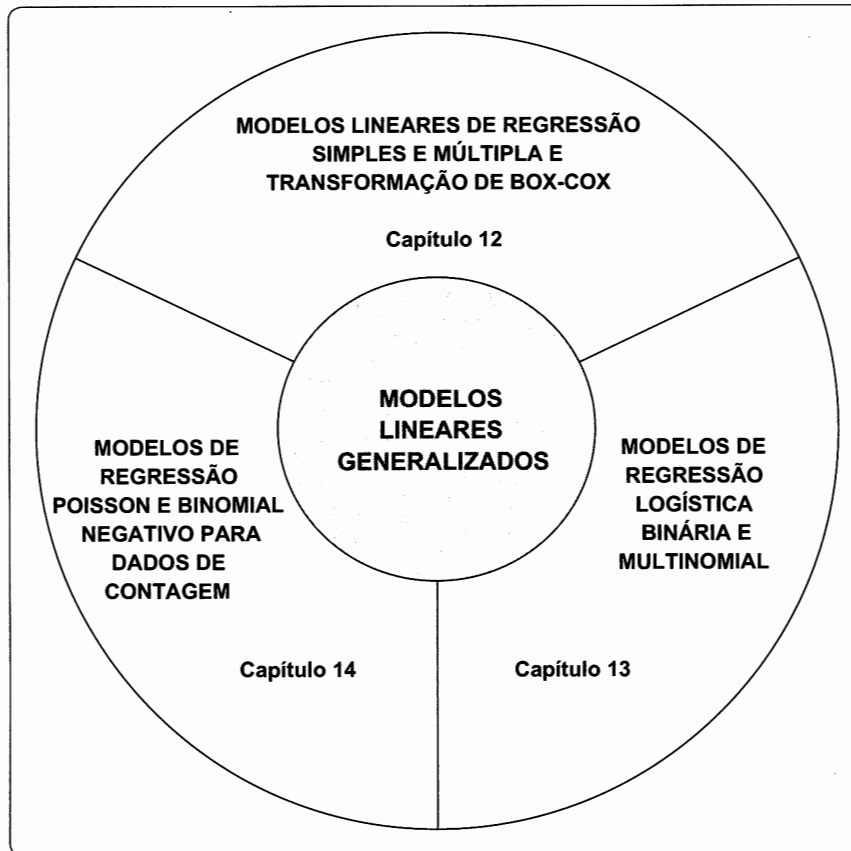 MODELOS LINEARES DE REGRESSÃO
SIMPLES E MÚLTIPLA E
TRANSFORMAÇÃO DE BOX-COX
Capítulo 12
MODELOS
LINEARES
GENERALIZADOS
MODELOS DE
REGRESSÃO
POISSON E BINOMIAL
NEGATIVO PARA
DADOS DE
CONTAGEM
Capítulo 14
MODELOS DE
REGRESSÃO
LOGÍSTICA
BINÁRIA E
MULTINOMIAL
Capítulo 13